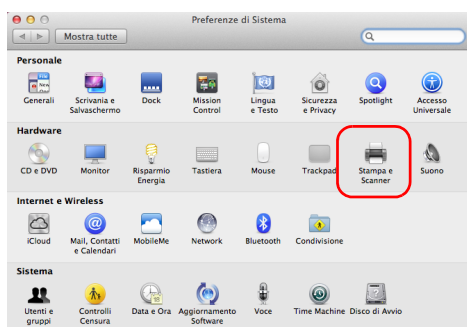 Preferenze di Sistema
Mostra tutte
Personale
Generali
Scrivania e Salvaschermo
Dock
Mission Control
Lingua e Testo
Sicurezza e Privacy
Spotlight
Accesso Universale
Hardware
CD e DVD
Monitor
Risparmio Energia
Tastiera
Mouse
Trackpad
Stampa e Scanner
Suono
Internet e Wireless
iCloud
Mail, Contatti e Calendari
MobileMe
Network
Bluetooth
Condivisione
Sistema
Utenti e gruppi
Controlli Censura
Data e Ora
Aggiornamento Software
Voce
Time Machine
Disco di Avvio